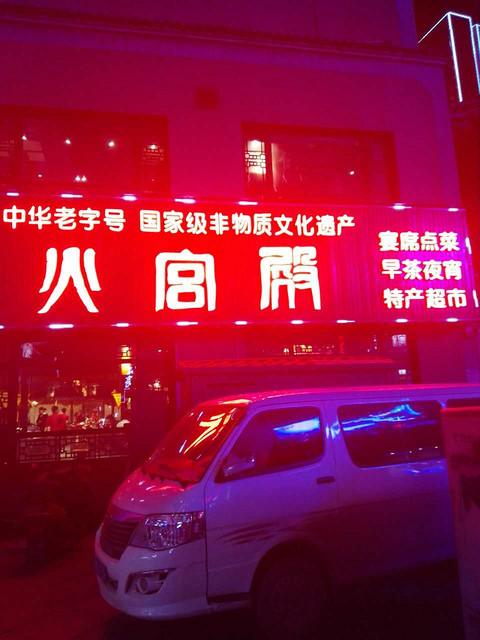 中华老字号 国家级非物质文化遗产
火宫殿
宴席点菜
早茶夜宵
特产超市